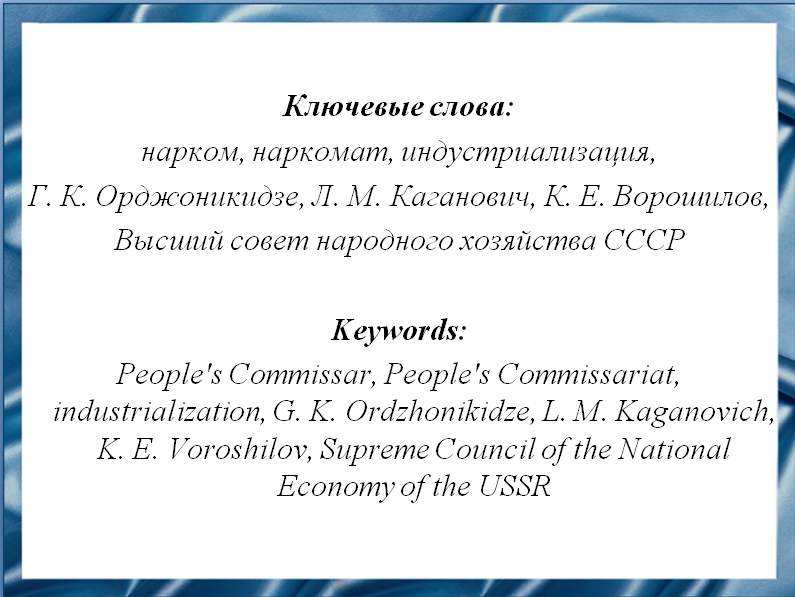 Ключевые слова:
нарком, наркомат, индустриализация,
Г. К. Орджоникидзе, Л. М. Каганович, К. Е. Ворошилов,
Высший совет народного хозяйства СССР
Keywords:
People's Commissar, People's Commissariat,
industrialization, G. K. Ordzhonikidze, L. M. Kaganovich,
K. E. Voroshilov, Supreme Council of the National
Economy of the USSR